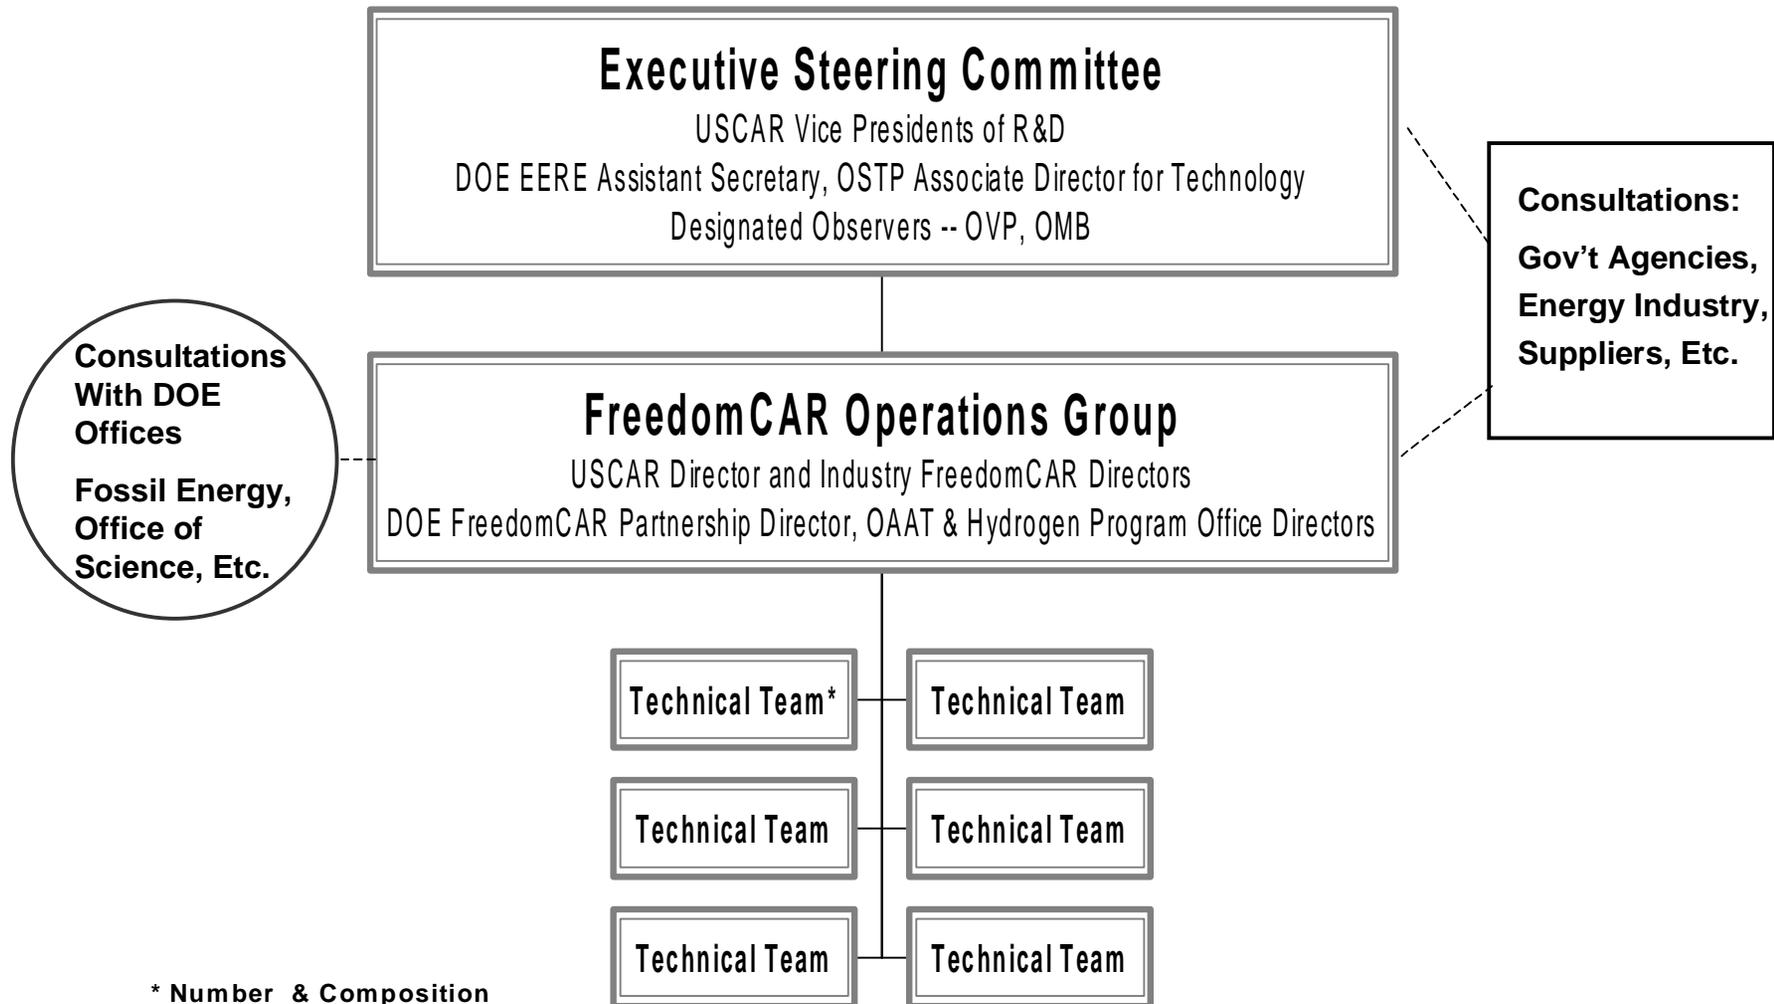 Executive Steering Committee
USCAR Vice Presidents of R&D
DOE EERE Assistant Secretary, OSTP Associate Director for Technology
Designated Observers -- OVP, OMB
Consultations:
Gov't Agencies,
Energy Industry,
Suppliers, Etc.
Consultations
With DOE
Offices
Fossil Energy,
Office of
Science, Etc.
FreedomCAR Operations Group
USCAR Director and Industry FreedomCAR Directors
DOE FreedomCAR Partnership Director, OAAT & Hydrogen Program Office Directors
Technical Team*
Technical Team
Technical Team
Technical Team
Technical Team
Technical Team
* Number & Composition